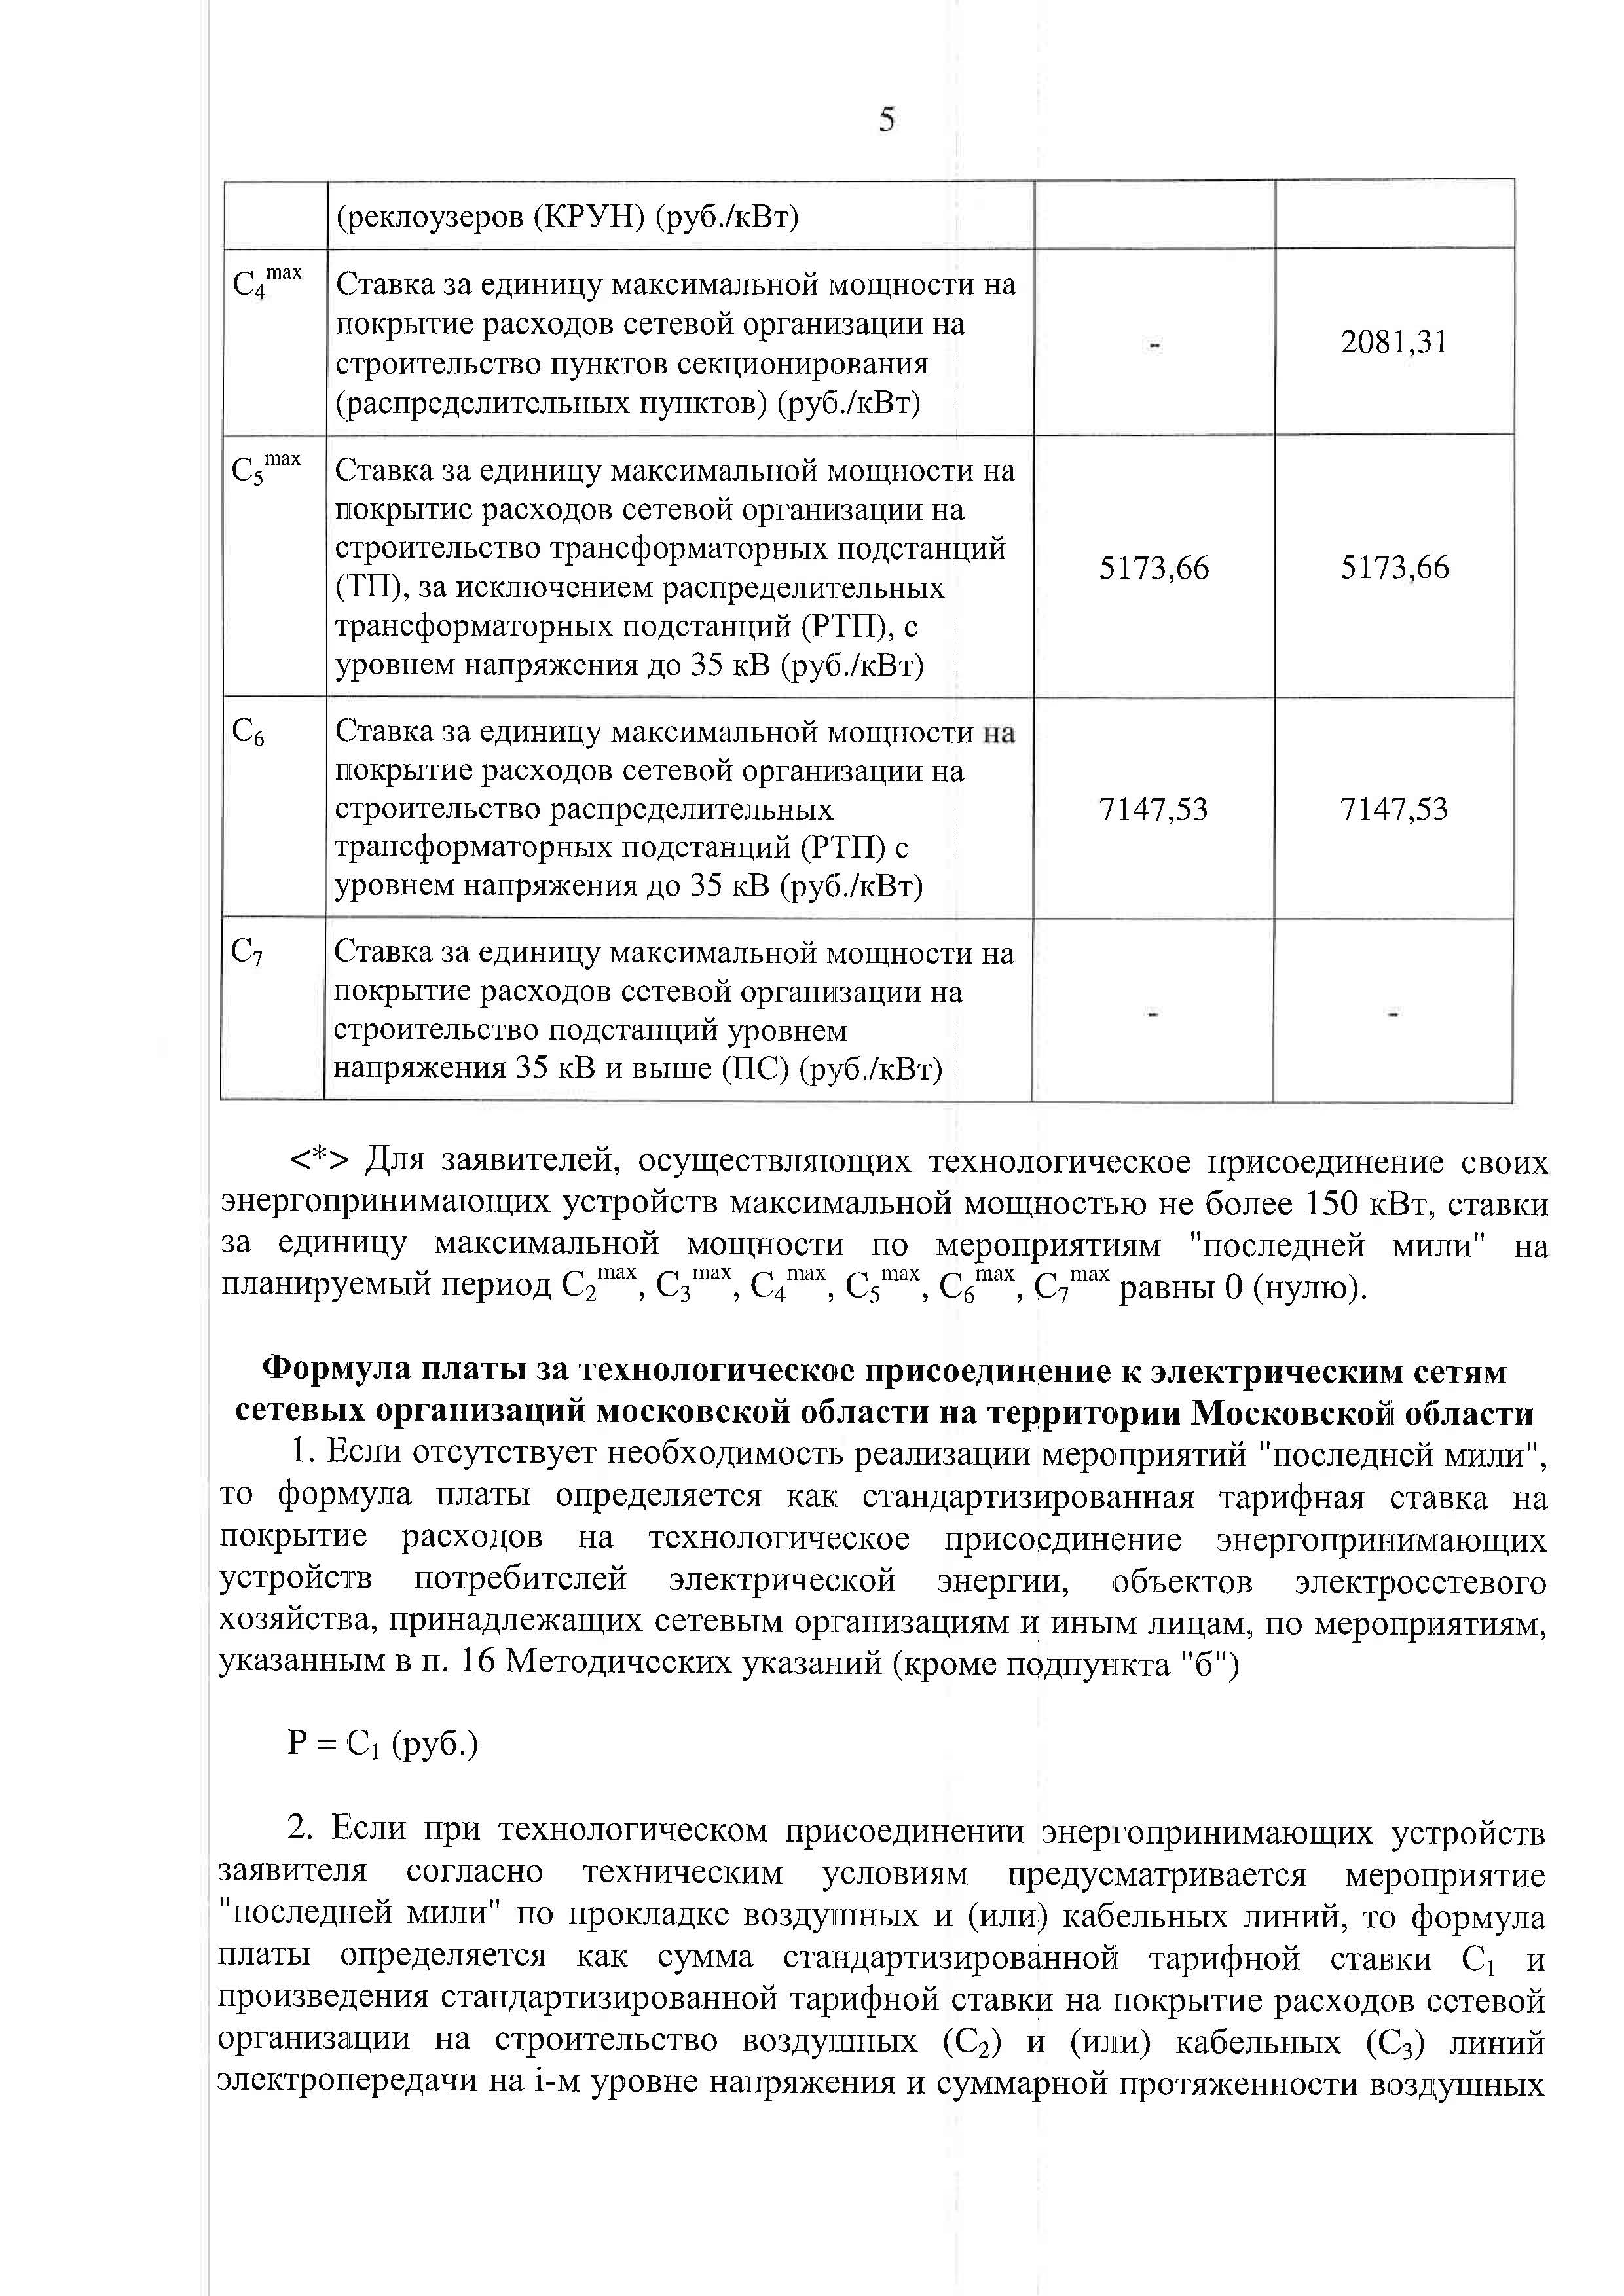 5
(реклоузеров (КРУН) (руб./кВт)
C₄ᵐᵃˣ
Ставка за единицу максимальной мощности на
покрытие расходов сетевой организации на
строительство пунктов секционирования
(распределительных пунктов) (руб./кВт)
-
2081,31
C₅ᵐᵃˣ
Ставка за единицу максимальной мощности на
покрытие расходов сетевой организации на
строительство трансформаторных подстанций
(ТП), за исключением распределительных
трансформаторных подстанций (РТП), с
уровнем напряжения до 35 кВ (руб./кВт)
5173,66
5173,66
C₆
Ставка за единицу максимальной мощности на
покрытие расходов сетевой организации на
строительство распределительных
трансформаторных подстанций (РТП) с
уровнем напряжения до 35 кВ (руб./кВт)
7147,53
7147,53
C₇
Ставка за единицу максимальной мощности на
покрытие расходов сетевой организации на
строительство подстанций уровнем
напряжения 35 кВ и выше (ПС) (руб./кВт)
-
-
<*> Для заявителей, осуществляющих технологическое присоединение своих
энергопринимающих устройств максимальной мощностью не более 150 кВт, ставки
за единицу максимальной мощности по мероприятиям "последней мили" на
планируемый период C₂ᵐᵃˣ, C₃ᵐᵃˣ, C₄ᵐᵃˣ, C₅ᵐᵃˣ, C₆ᵐᵃˣ, C₇ᵐᵃˣ равны 0 (нулю).
Формула платы за технологическое присоединение к электрическим сетям
сетевых организаций московской области на территории Московской области
1. Если отсутствует необходимость реализации мероприятий "последней мили",
то формула платы определяется как стандартизированная тарифная ставка на
покрытие расходов на технологическое присоединение энергопринимающих
устройств потребителей электрической энергии, объектов электросетевого
хозяйства, принадлежащих сетевым организациям и иным лицам, по мероприятиям,
указанным в п. 16 Методических указаний (кроме подпункта "б")
P = C₁ (руб.)
2. Если при технологическом присоединении энергопринимающих устройств
заявителя согласно техническим условиям предусматривается мероприятие
"последней мили" по прокладке воздушных и (или) кабельных линий, то формула
платы определяется как сумма стандартизированной тарифной ставки C₁ и
произведения стандартизированной тарифной ставки на покрытие расходов сетевой
организации на строительство воздушных (C₂) и (или) кабельных (C₃) линий
электропередачи на i-м уровне напряжения и суммарной протяженности воздушных